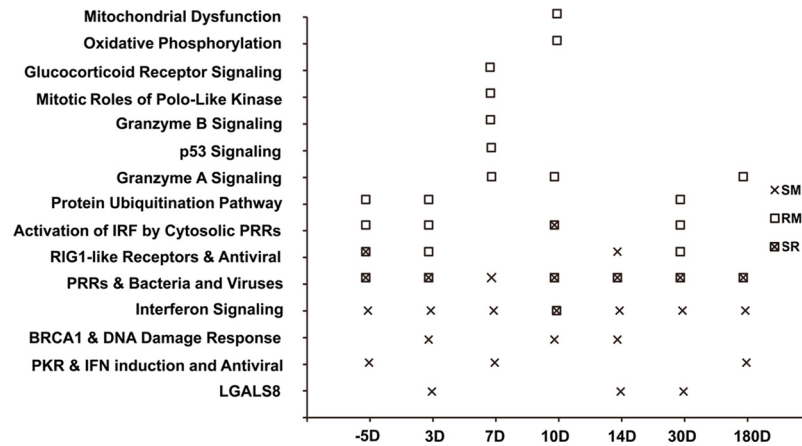 Mitochondrial Dysfunction
Oxidative Phosphorylation
Glucocorticoid Receptor Signaling
Mitotic Roles of Polo-Like Kinase
Granzyme B Signaling
p53 Signaling
Granzyme A Signaling
Protein Ubiquitination Pathway
Activation of IRF by Cytosolic PRRs
RIG1-like Receptors & Antiviral
PRRs & Bacteria and Viruses
Interferon Signaling
BRCA1 & DNA Damage Response
PKR & IFN induction and Antiviral
LGALS8
SM
RM
SR
-5D 3D 7D 10D 14D 30D 180D